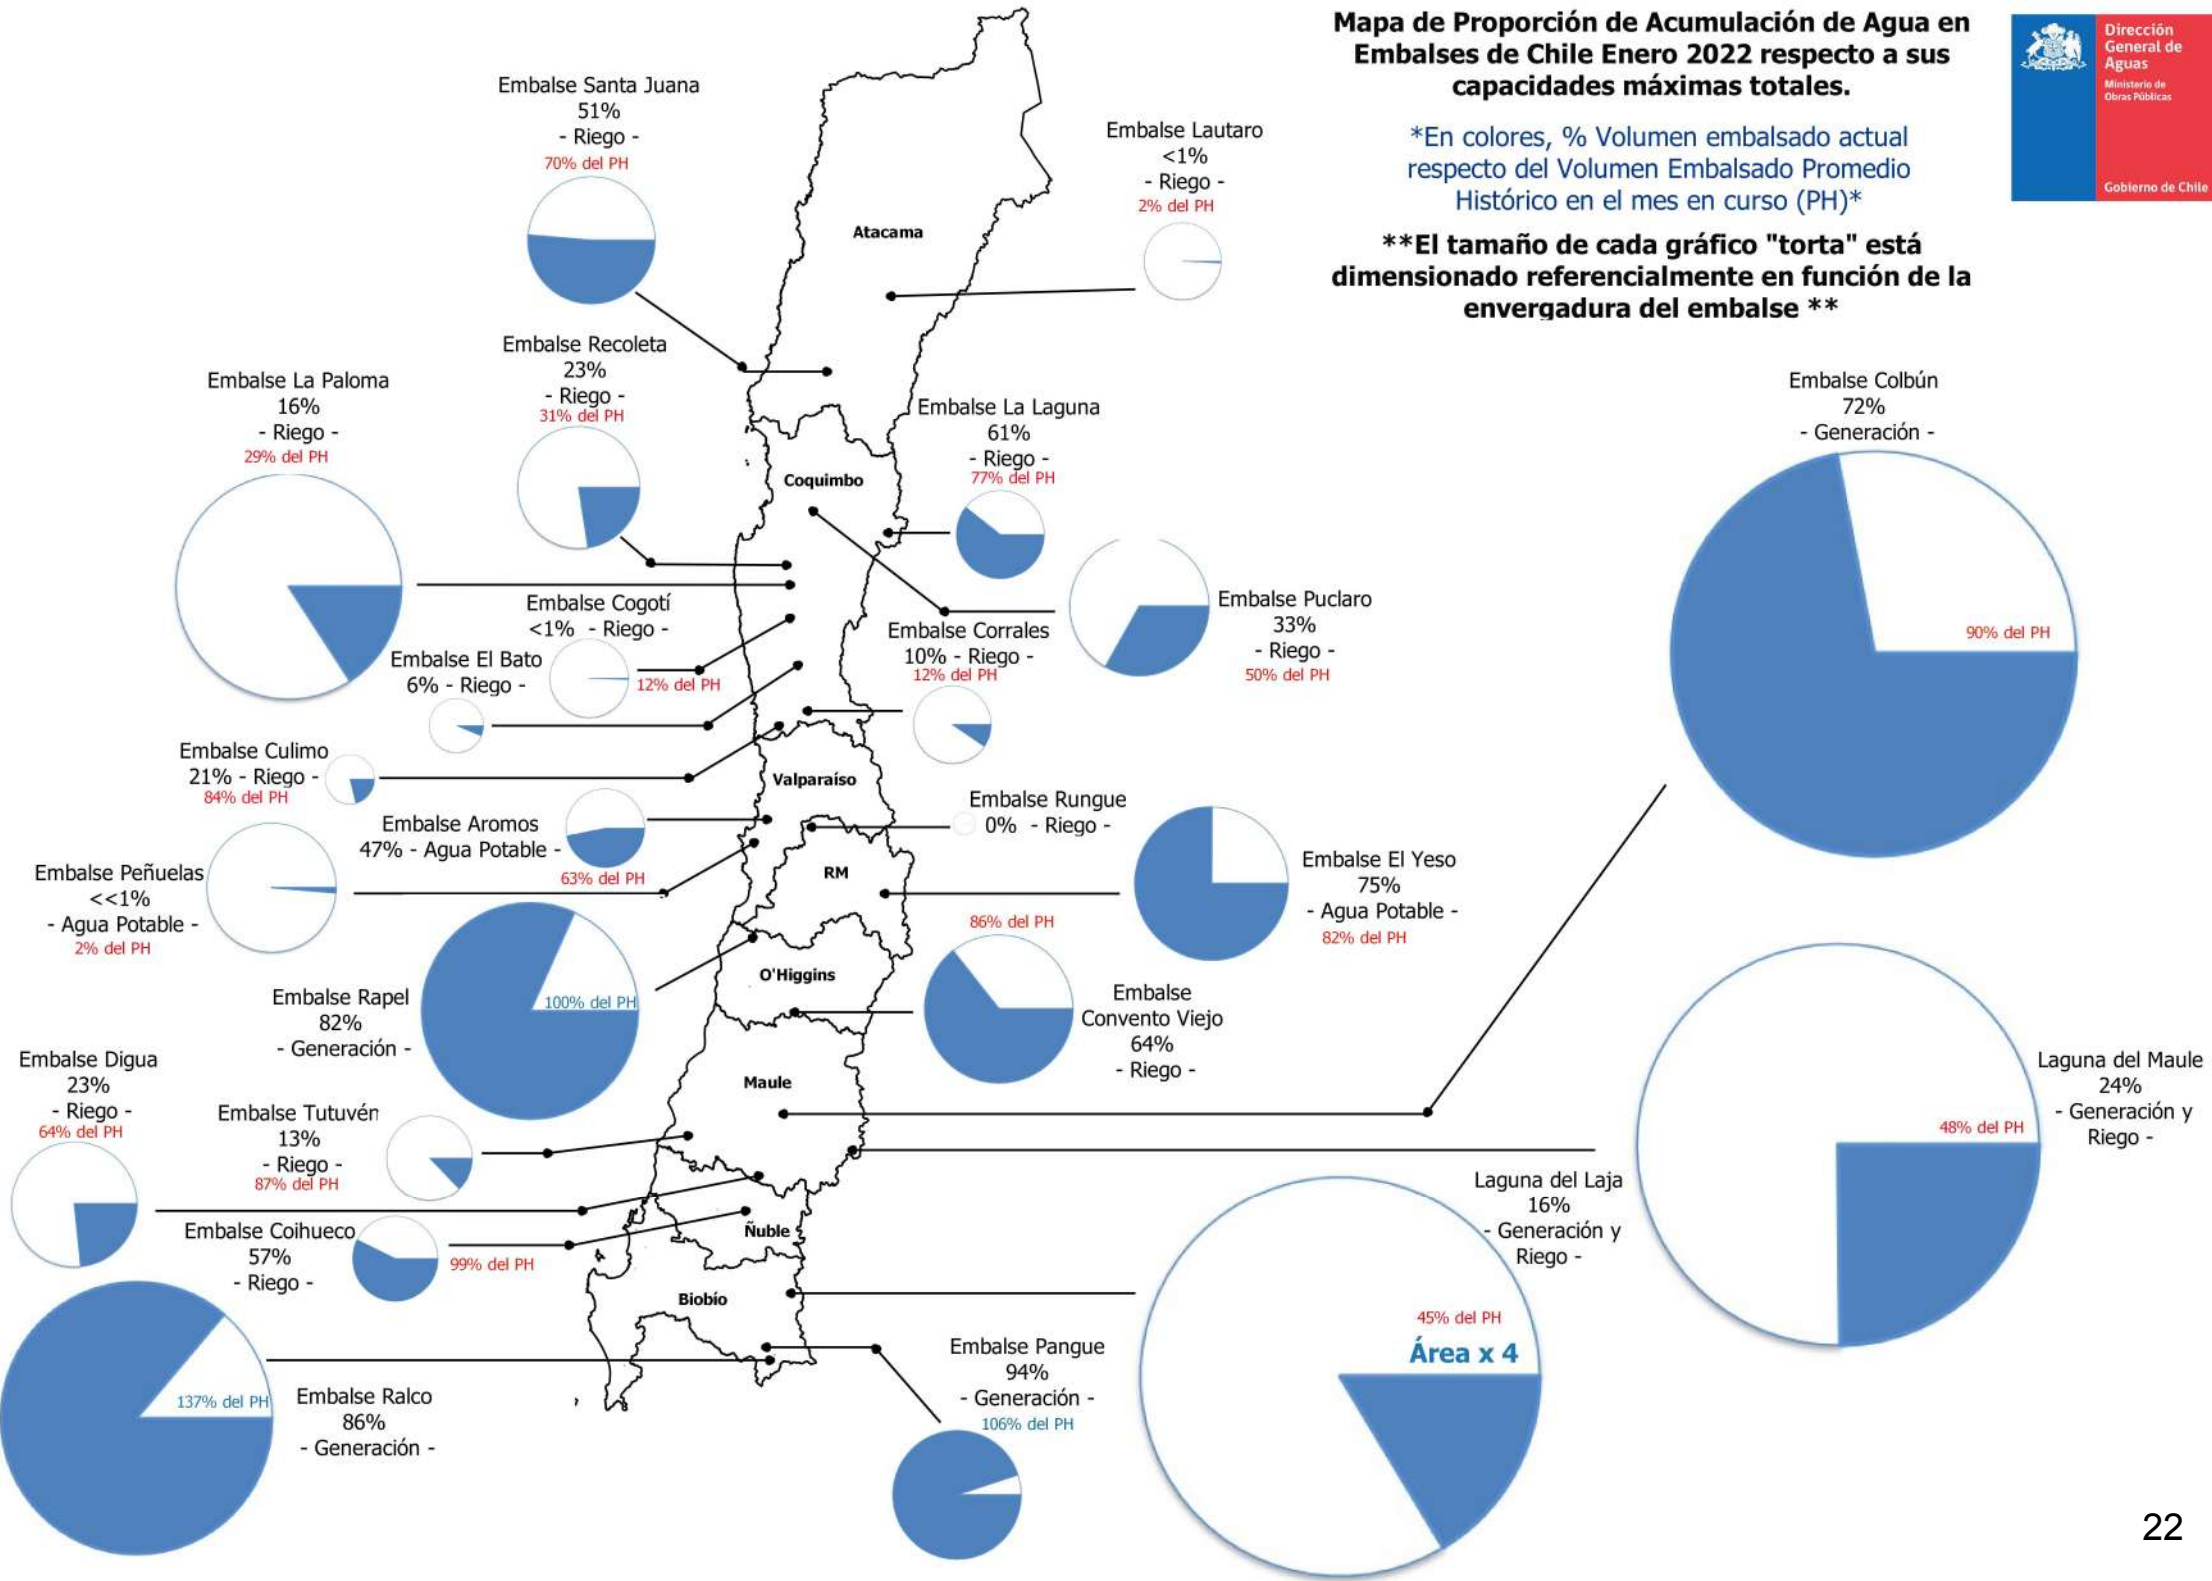 Mapa de Proporción de Acumulación de Agua en
Embalses de Chile Enero 2022 respecto a sus
capacidades máximas totales.
*En colores, % Volumen embalsado actual
respecto del Volumen Embalsado Promedio
Histórico en el mes en curso (PH)*
**El tamaño de cada gráfico "torta" está
dimensionado referencialmente en función de la
envergadura del embalse **
Dirección
General de
Aguas
Ministerio de
Obras Públicas
Gobierno de Chile
Embalse Santa Juana
51%
- Riego -
70% del PH
Embalse Lautaro
<1%
- Riego -
2% del PH
Atacama
Embalse Recoleta
23%
- Riego -
31% del PH
Embalse La Paloma
16%
- Riego -
29% del PH
Embalse La Laguna
61%
- Riego -
77% del PH
Embalse Colbún
72%
- Generación -
90% del PH
Coquimbo
Embalse Cogotí
<1% - Riego -
12% del PH
Embalse Puclaro
33%
- Riego -
50% del PH
Embalse Corrales
10% - Riego -
12% del PH
Embalse El Bato
6% - Riego -
Embalse Culimo
21% - Riego -
84% del PH
Valparaíso
Embalse Aromos
47% - Agua Potable -
63% del PH
Embalse Rungue
0% - Riego -
Embalse Peñuelas
<<1%
- Agua Potable -
2% del PH
RM
Embalse El Yeso
75%
- Agua Potable -
82% del PH
86% del PH
Embalse
Convento Viejo
64%
- Riego -
O'Higgins
Embalse Rapel
82%
- Generación -
100% del PH
Embalse Digua
23%
- Riego -
64% del PH
Maule
Laguna del Maule
24%
- Generación y
Riego -
48% del PH
Embalse Tutuvén
13%
- Riego -
87% del PH
Laguna del Laja
16%
- Generación y
Riego -
45% del PH
Área x 4
Embalse Coihueco
57%
- Riego -
99% del PH
Ñuble
Biobío
Embalse Pangue
94%
- Generación -
106% del PH
137% del PH
Embalse Ralco
86%
- Generación -
22